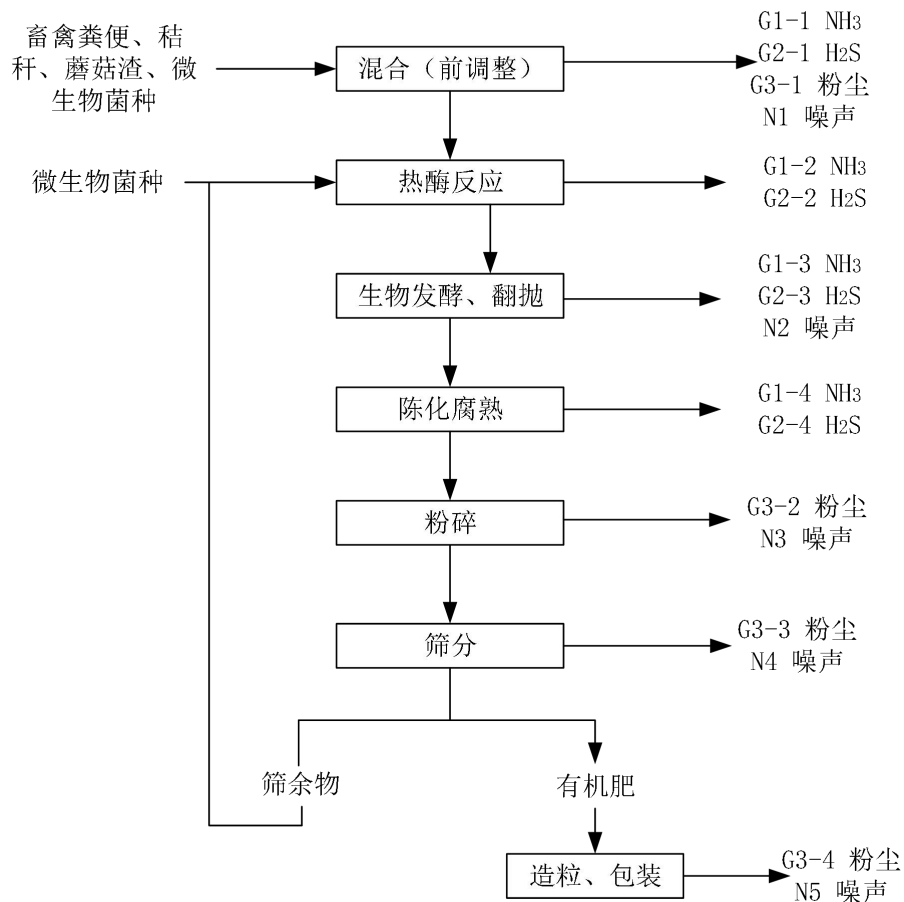 畜禽粪便、秸
秆、蘑菇渣、微
生物菌种
混合（前调整）
G1-1 NH3
G2-1 H2S
G3-1 粉尘
N1 噪声
微生物菌种
热酶反应
G1-2 NH3
G2-2 H2S
生物发酵、翻抛
G1-3 NH3
G2-3 H2S
N2 噪声
陈化腐熟
G1-4 NH3
G2-4 H2S
粉碎
G3-2 粉尘
N3 噪声
筛分
G3-3 粉尘
N4 噪声
筛余物
有机肥
造粒、包装
G3-4 粉尘
N5 噪声